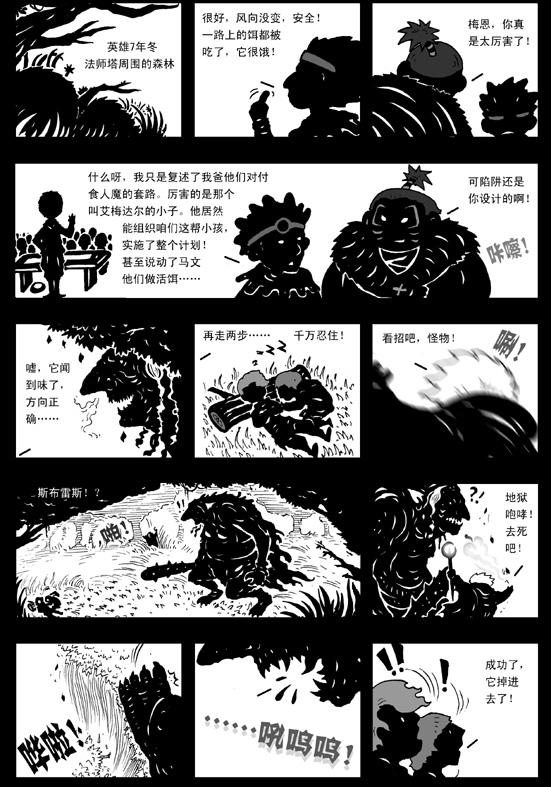 英雄7年冬
法师塔周围的森林
很好，风向没变，安全！
一路上的饵都被
吃了，它很饿！
梅恩，你真
是太厉害了！
什么呀，我只是复述了我爸他们对付
食人魔的套路。厉害的是那个
叫艾梅达尔的小子。他居然
能组织咱们这帮小孩，
实施了整个计划！
甚至说动了马文
他们做活饵……
可陷阱还是
你设计的啊！
咔嚓！
嘘，它闻
到味了，
方向正
确……
再走两步……
千万忍住！
ZZZ
看招吧，怪物！
唰！
斯布雷斯！？
啪！
?!
地狱
咆哮！
去死
吧！
哗啦！
……吼呜呜！
!!
成功了，
它掉进
去了！